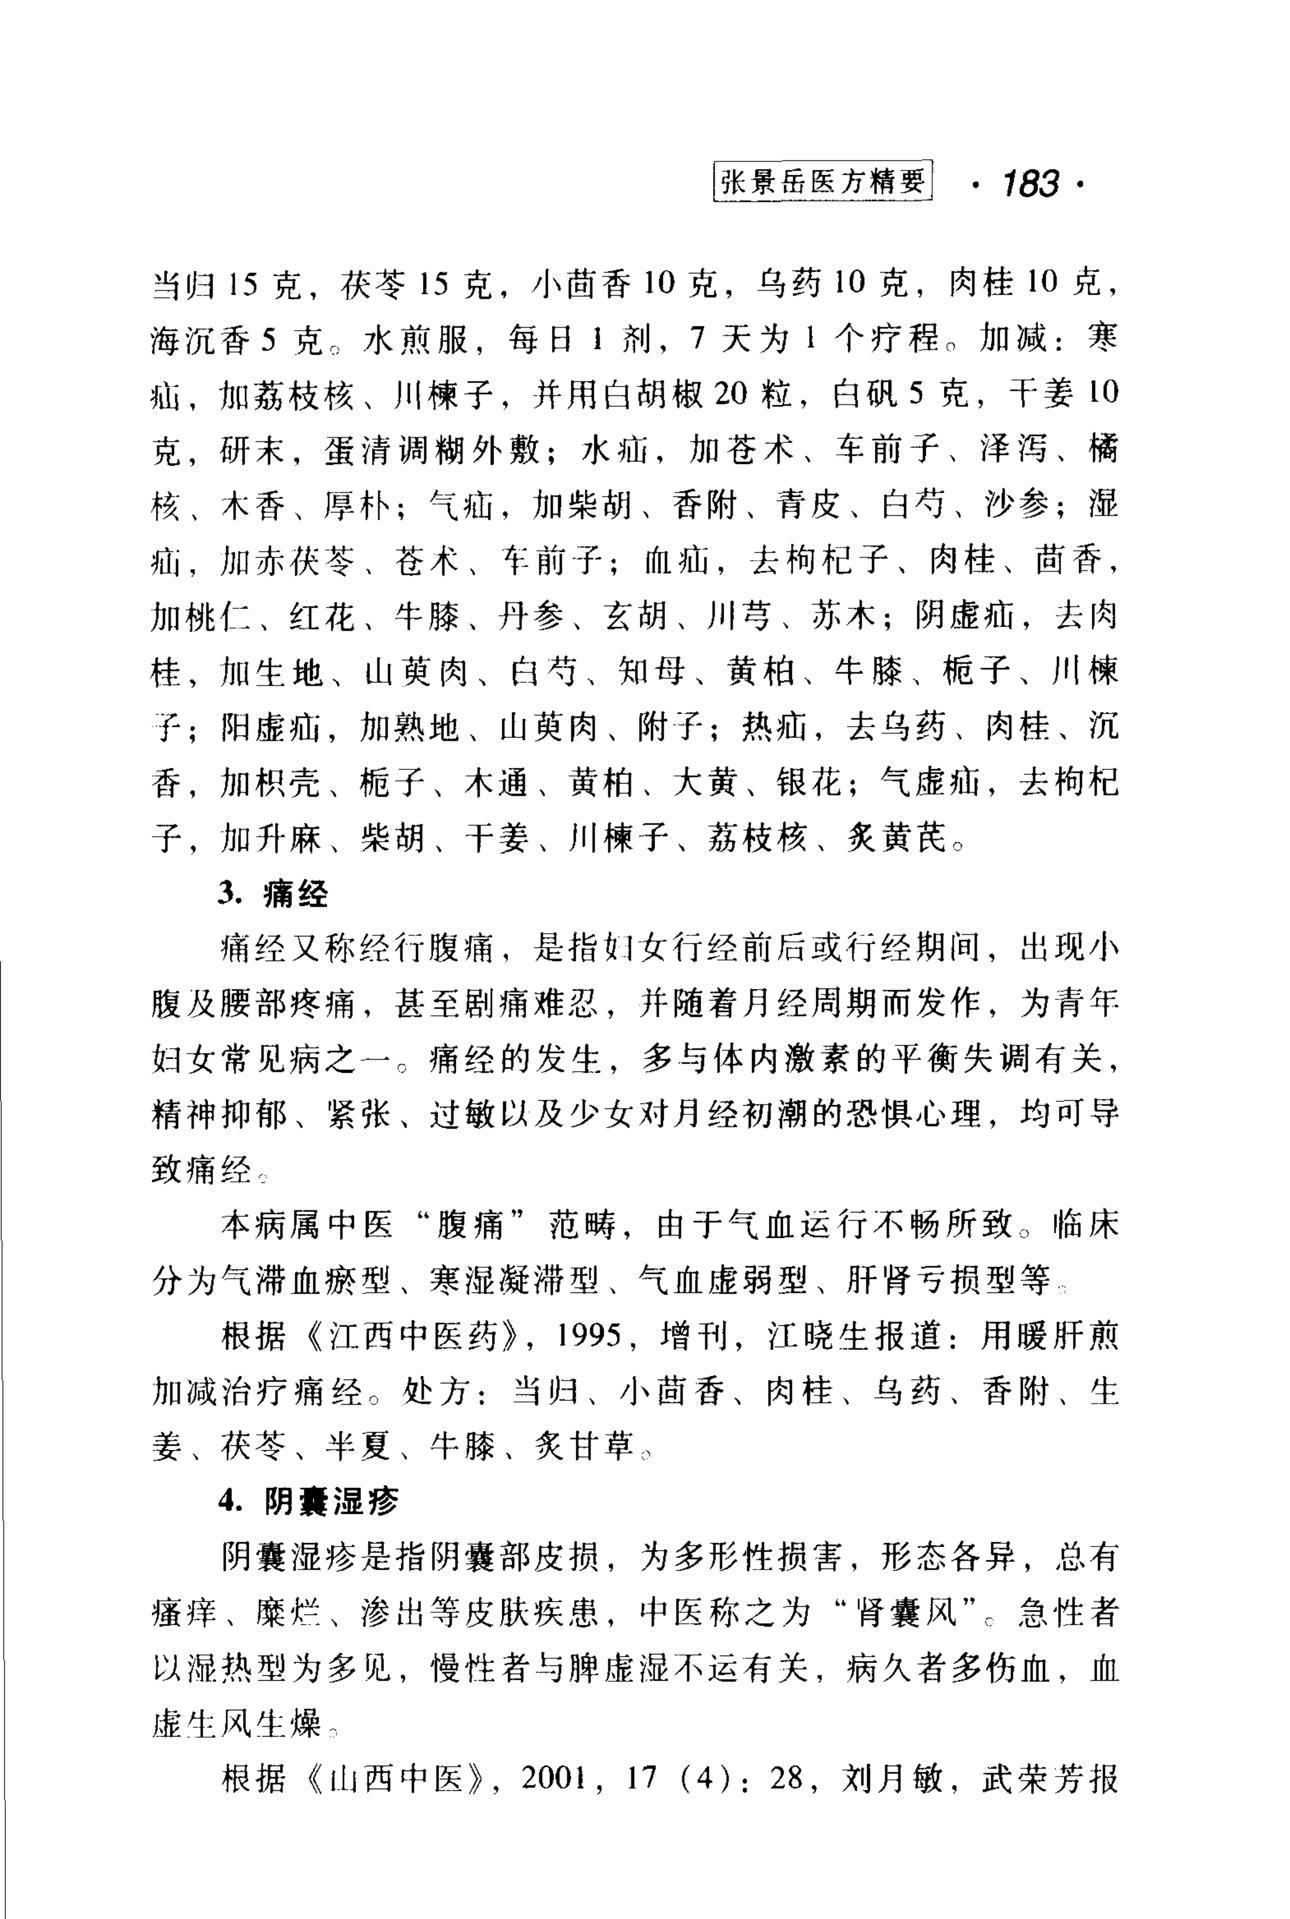 张景岳医方精要 · 183 ·
当归 15 克，茯苓 15 克，小茴香 10 克，乌药 10 克，肉桂 10 克，
海沉香 5 克。水煎服，每日 1 剂，7 天为 1 个疗程。加减：寒
疝，加荔枝核、川楝子，并用白胡椒 20 粒，白矾 5 克，干姜 10
克，研末，蛋清调糊外敷；水疝，加苍术、车前子、泽泻、橘
核、木香、厚朴；气疝，加柴胡、香附、青皮、白芍、沙参；湿
疝，加赤茯苓、苍术、车前子；血疝，去枸杞子、肉桂、茴香，
加桃仁、红花、牛膝、丹参、玄胡、川芎、苏木；阴虚疝，去肉
桂，加生地、山萸肉、白芍、知母、黄柏、牛膝、栀子、川楝
子；阳虚疝，加熟地、山萸肉、附子；热疝，去乌药、肉桂、沉
香，加枳壳、栀子、木通、黄柏、大黄、银花；气虚疝，去枸杞
子，加升麻、柴胡、干姜、川楝子、荔枝核、炙黄芪。
3. 痛经
痛经又称经行腹痛，是指妇女行经前后或行经期间，出现小
腹及腰部疼痛，甚至剧痛难忍，并随着月经周期而发作，为青年
妇女常见病之一。痛经的发生，多与体内激素的平衡失调有关，
精神抑郁、紧张、过敏以及少女对月经初潮的恐惧心理，均可导
致痛经。
本病属中医“腹痛”范畴，由于气血运行不畅所致。临床
分为气滞血瘀型、寒湿凝滞型、气血虚弱型、肝肾亏损型等。
根据《江西中医药》，1995，增刊，江晓生报道：用暖肝煎
加减治疗痛经。处方：当归、小茴香、肉桂、乌药、香附、生
姜、茯苓、半夏、牛膝、炙甘草。
4. 阴囊湿疹
阴囊湿疹是指阴囊部皮损，为多形性损害，形态各异，总有
瘙痒、糜烂、渗出等皮肤疾患，中医称之为“肾囊风”。急性者
以湿热型为多见，慢性者与脾虚湿不运有关，病久者多伤血，血
虚生风生燥。
根据《山西中医》，2001，17（4）：28，刘月敏，武荣芳报